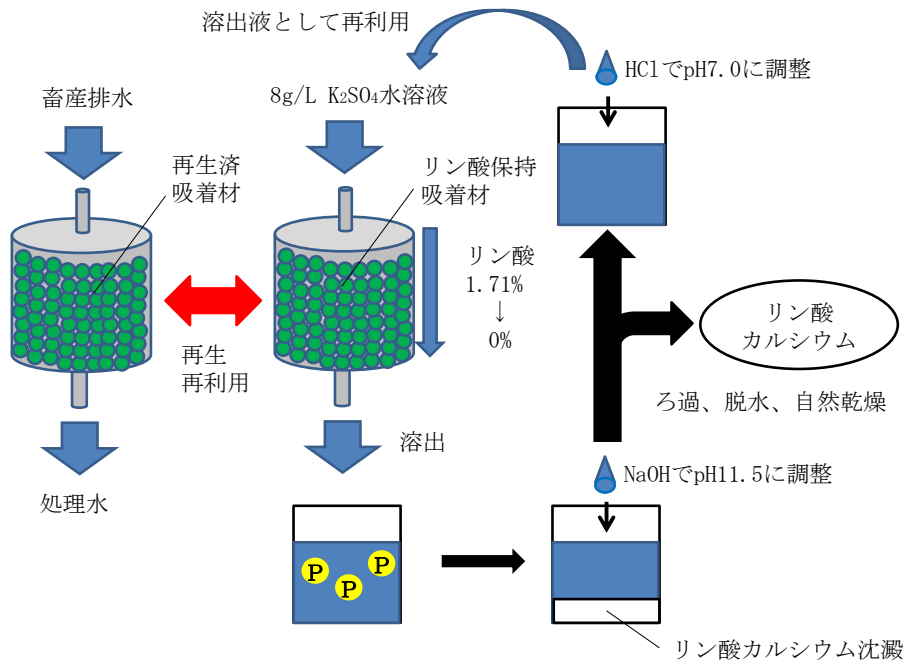 溶出液として再利用
HClでpH7.0に調整
畜産排水
8g/L K₂SO₄水溶液
再生済
吸着材
リン酸保持
吸着材
リン酸
1.71%
↓
0%
リン酸
カルシウム
再生
再利用
ろ過、脱水、自然乾燥
溶出
処理水
NaOHでpH11.5に調整
P
P
P
リン酸カルシウム沈澱